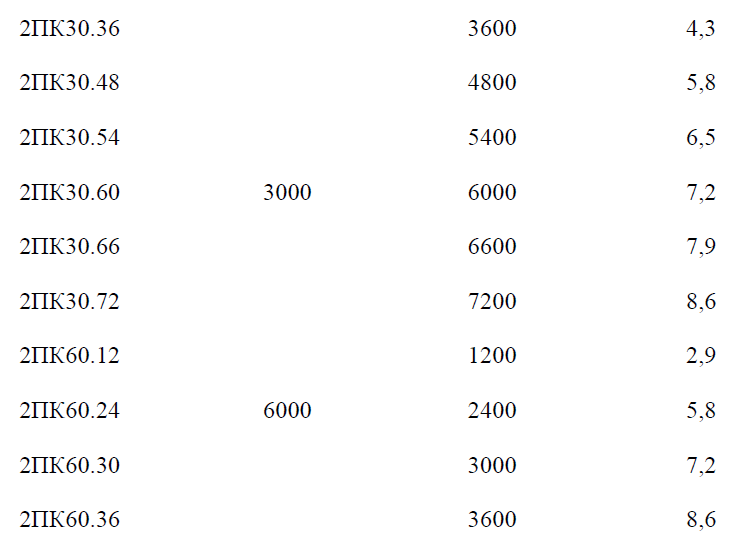 2ПК30.36 3600 4,3
2ПК30.48 4800 5,8
2ПК30.54 5400 6,5
2ПК30.60 3000 6000 7,2
2ПК30.66 6600 7,9
2ПК30.72 7200 8,6
2ПК60.12 1200 2,9
2ПК60.24 6000 2400 5,8
2ПК60.30 3000 7,2
2ПК60.36 3600 8,6